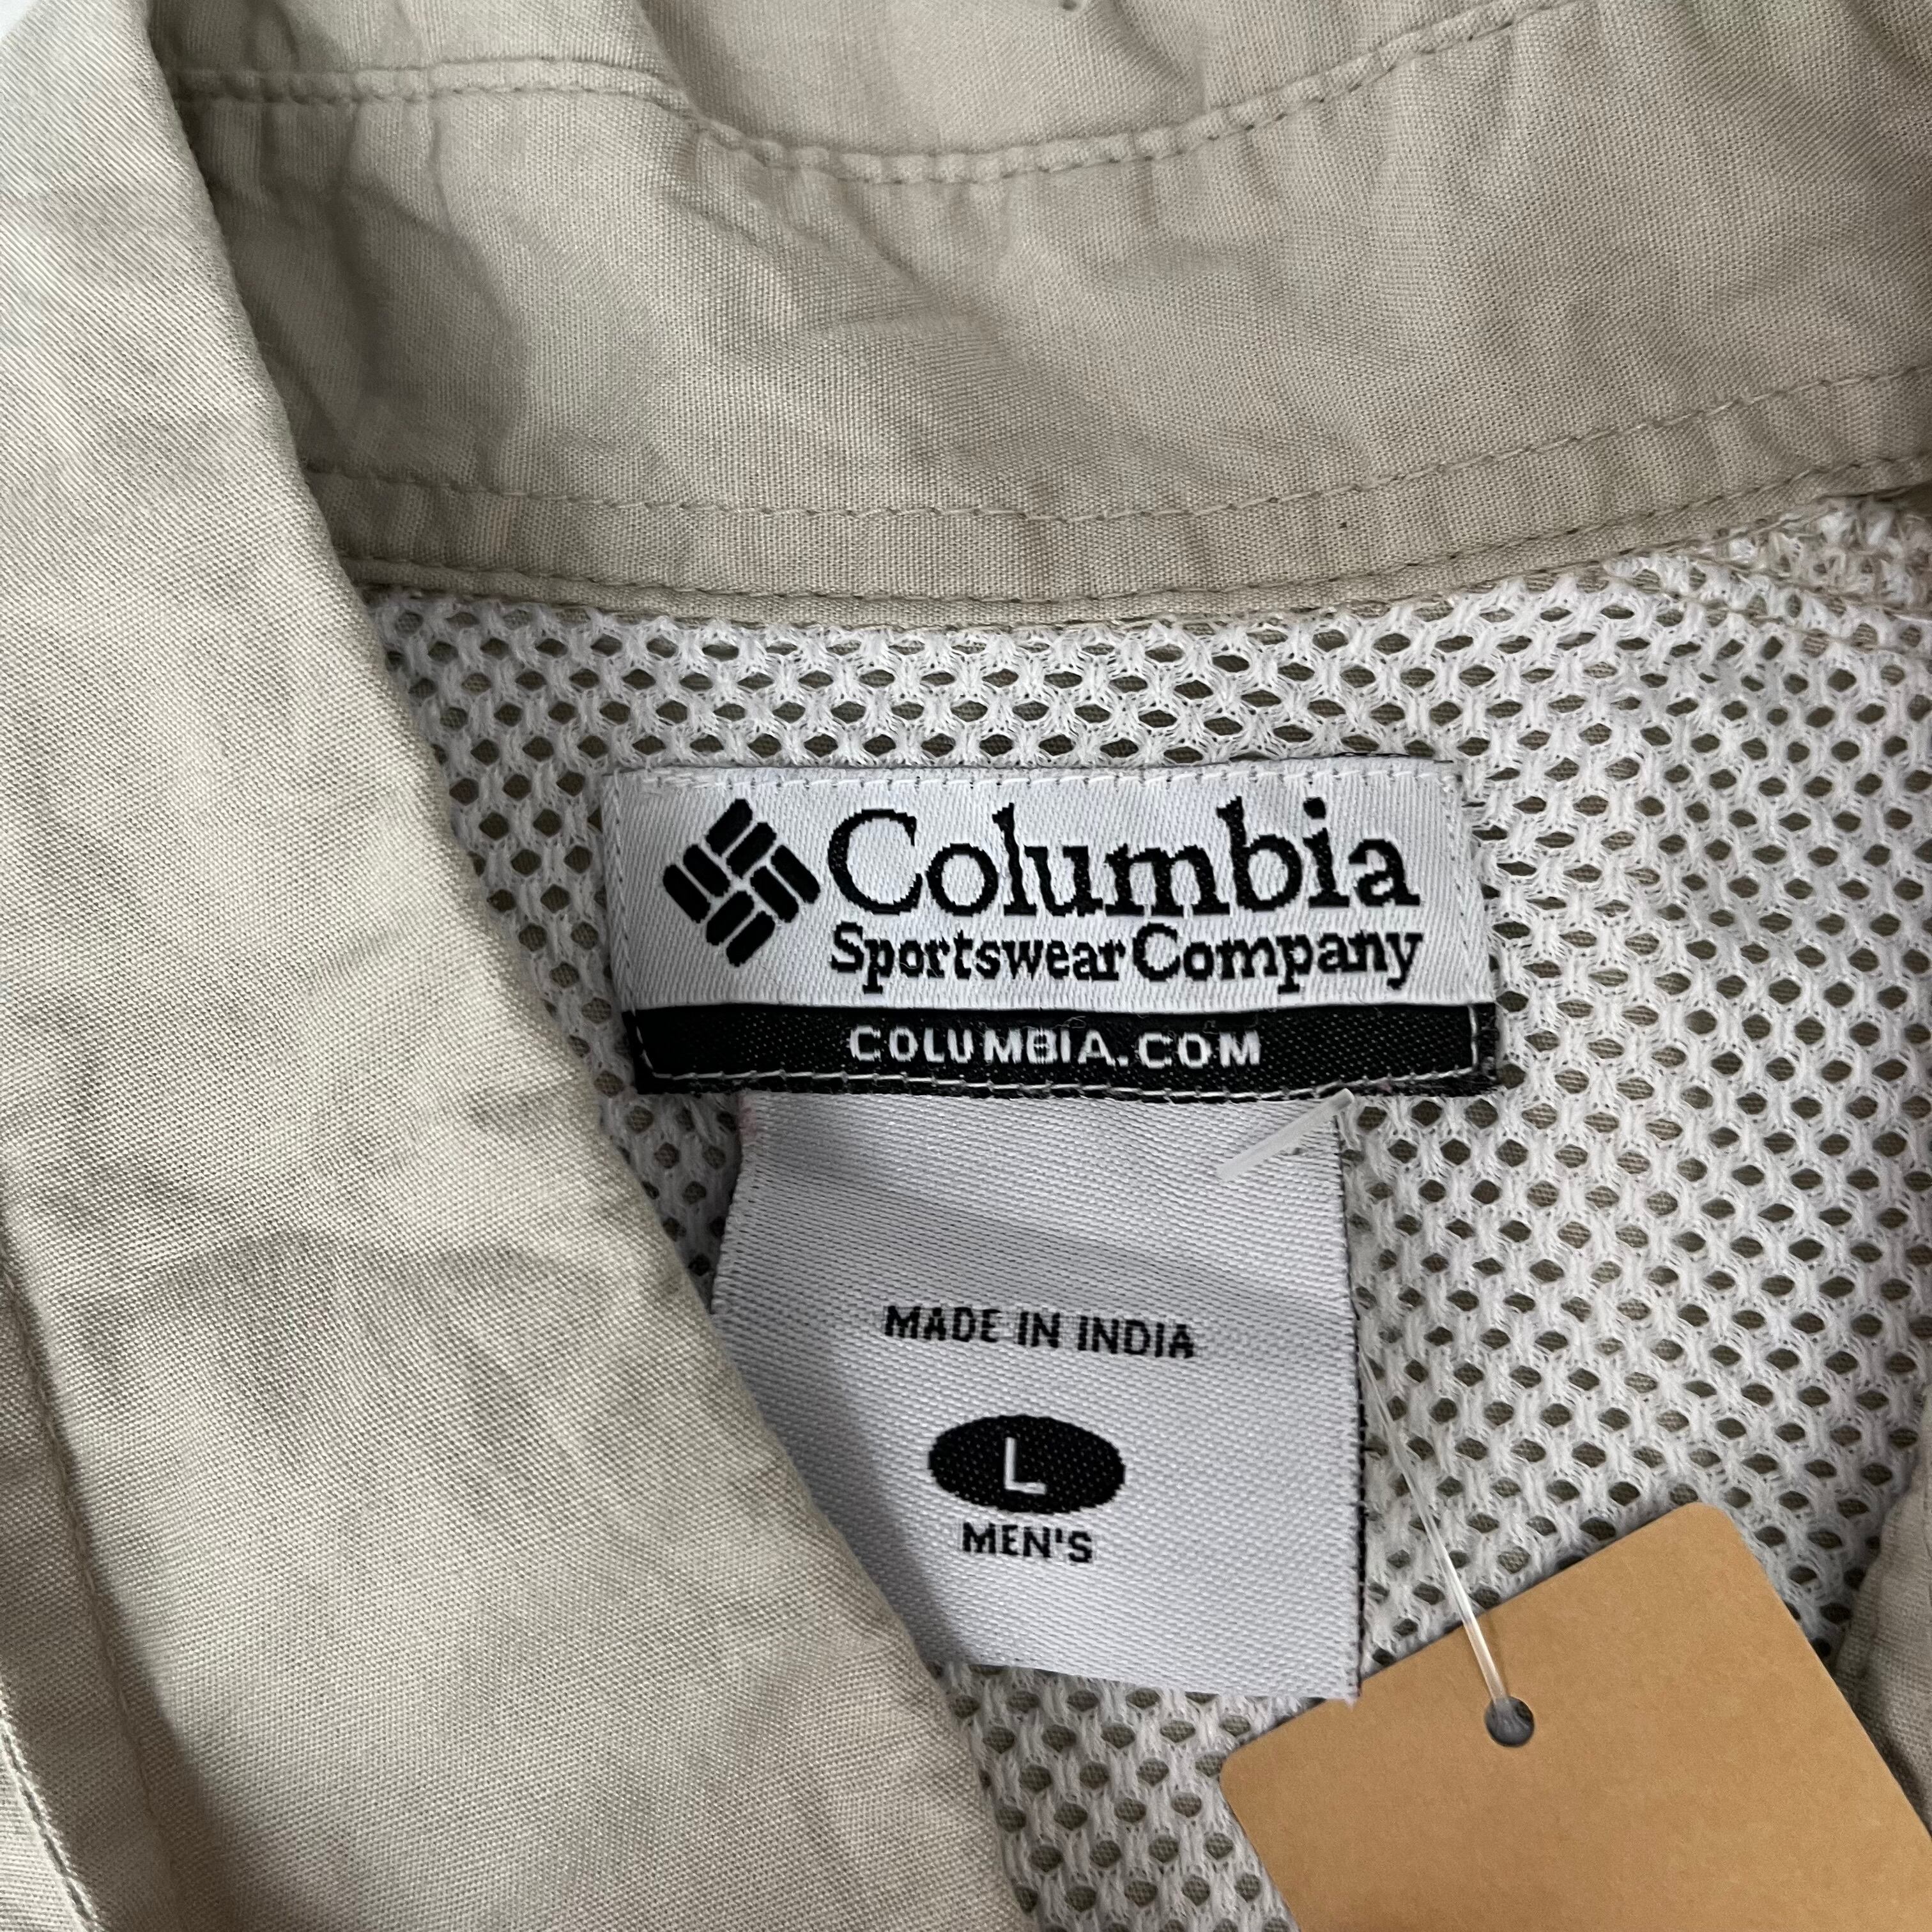 Columbia
Sportswear Company
COLUMBIA.COM
MADE IN INDIA
L
MEN'S